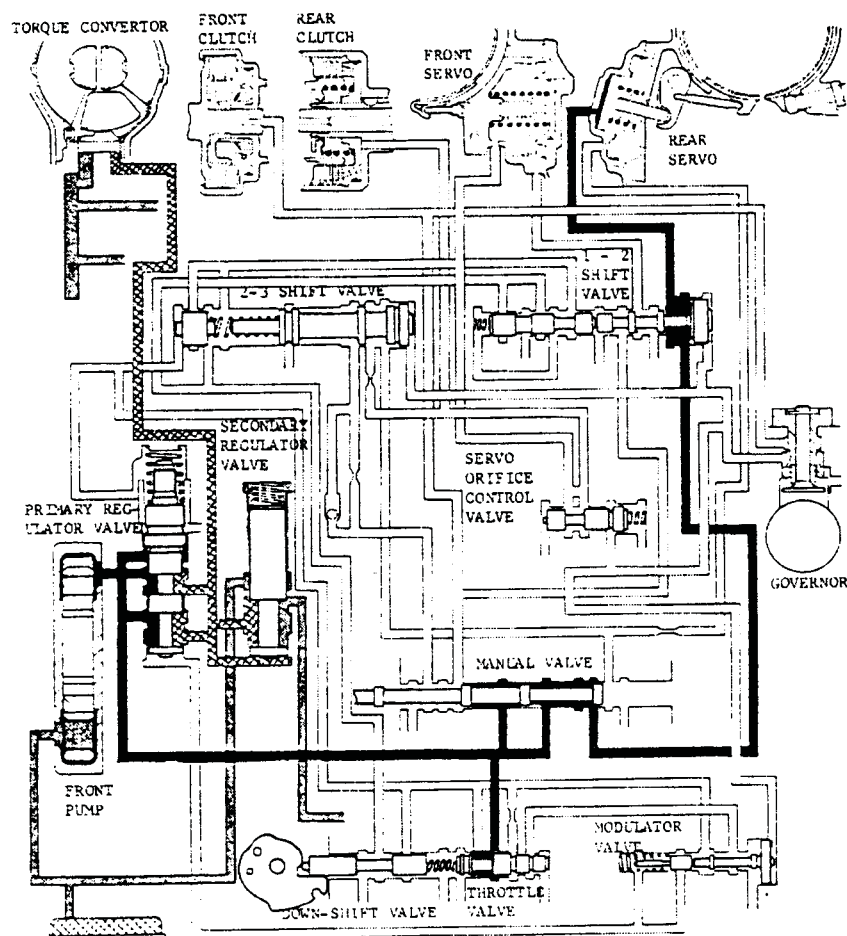 TORQUE CONVERTOR
FRONT
CLUTCH
REAR
CLUTCH
FRONT
SERVO
REAR
SERVO
1 - 2
SHIFT
VALVE
2-3 SHIFT VALVE
SECONDARY
REGULATOR
VALVE
SERVO
ORIFICE
CONTROL
VALVE
PRIMARY REG-
ULATOR VALVE
GOVERNOR
MANUAL VALVE
FRONT
PUMP
MODULATOR
VALVE
DOWN-SHIFT VALVE
THROTTLE
VALVE